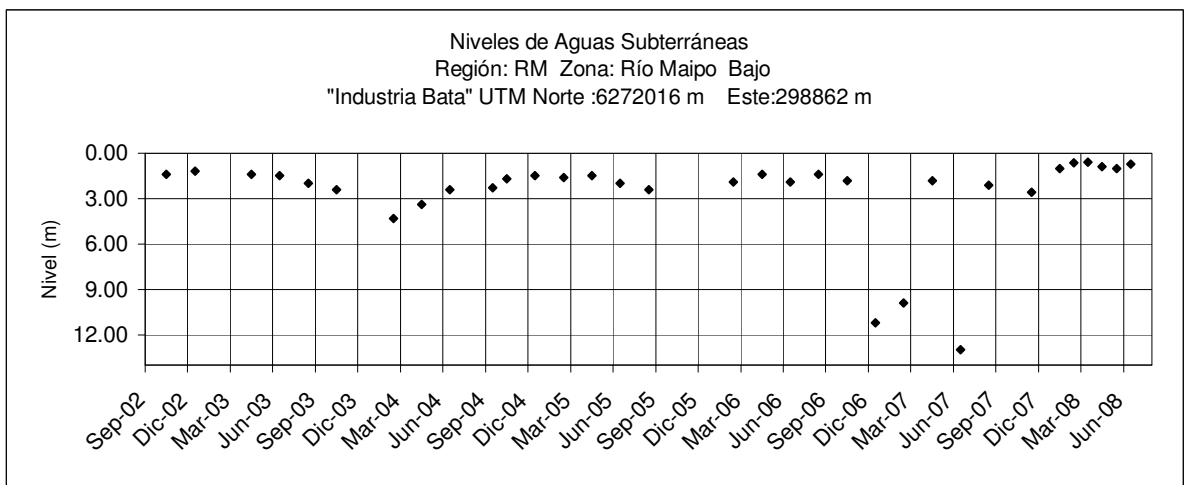 Niveles de Aguas Subterráneas
Región: RM Zona: Río Maipo Bajo
"Industria Bata" UTM Norte :6272016 m Este:298862 m
Nivel (m)
0.00
3.00
6.00
9.00
12.00
Sep-02
Dic-02
Mar-03
Jun-03
Sep-03
Dic-03
Mar-04
Jun-04
Sep-04
Dic-04
Mar-05
Jun-05
Sep-05
Dic-05
Mar-06
Jun-06
Sep-06
Dic-06
Mar-07
Jun-07
Sep-07
Dic-07
Mar-08
Jun-08